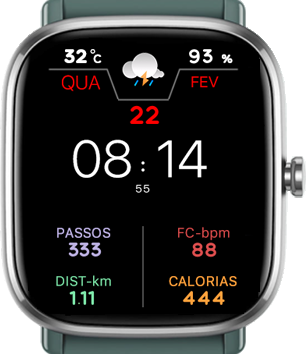 32°C 93 %
QUA FEV
22
08:14
55
PASSOS FC-bpm
333 88
DIST-km CALORIAS
1.11 444